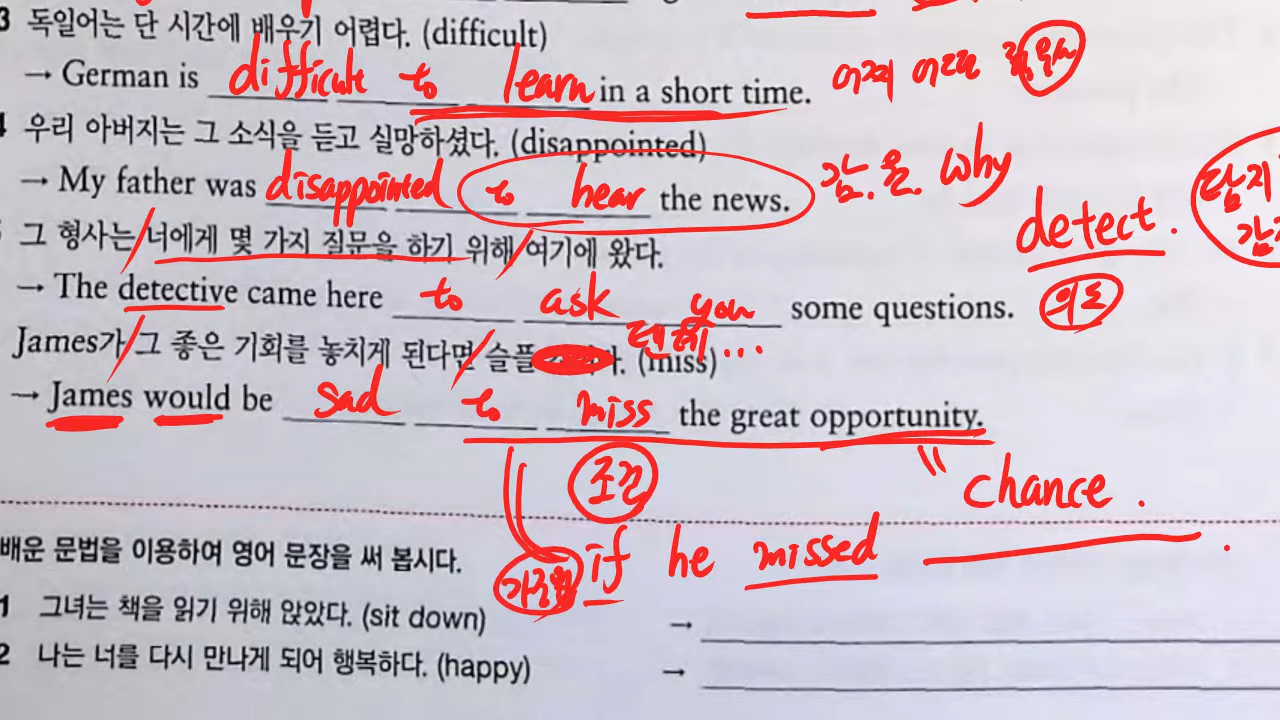 3 독일어는 단 시간에 배우기 어렵다. (difficult)
→ German is difficult to learn in a short time.
4 우리 아버지는 그 소식을 듣고 실망하셨다. (disappointed)
→ My father was disappointed to hear the news. 감.원. why
detect.
그 형사는 너에게 몇 가지 질문을 하기 위해 여기에 왔다.
→ The detective came here to ask you some questions. 의도
텐데...
James가 그 좋은 기회를 놓치게 된다면 슬플 다. (miss)
→ James would be sad to miss the great opportunity.
조건
" chance.
가정법 if he missed .
배운 문법을 이용하여 영어 문장을 써 봅시다.
1 그녀는 책을 읽기 위해 앉았다. (sit down) →
2 나는 너를 다시 만나게 되어 행복하다. (happy) →